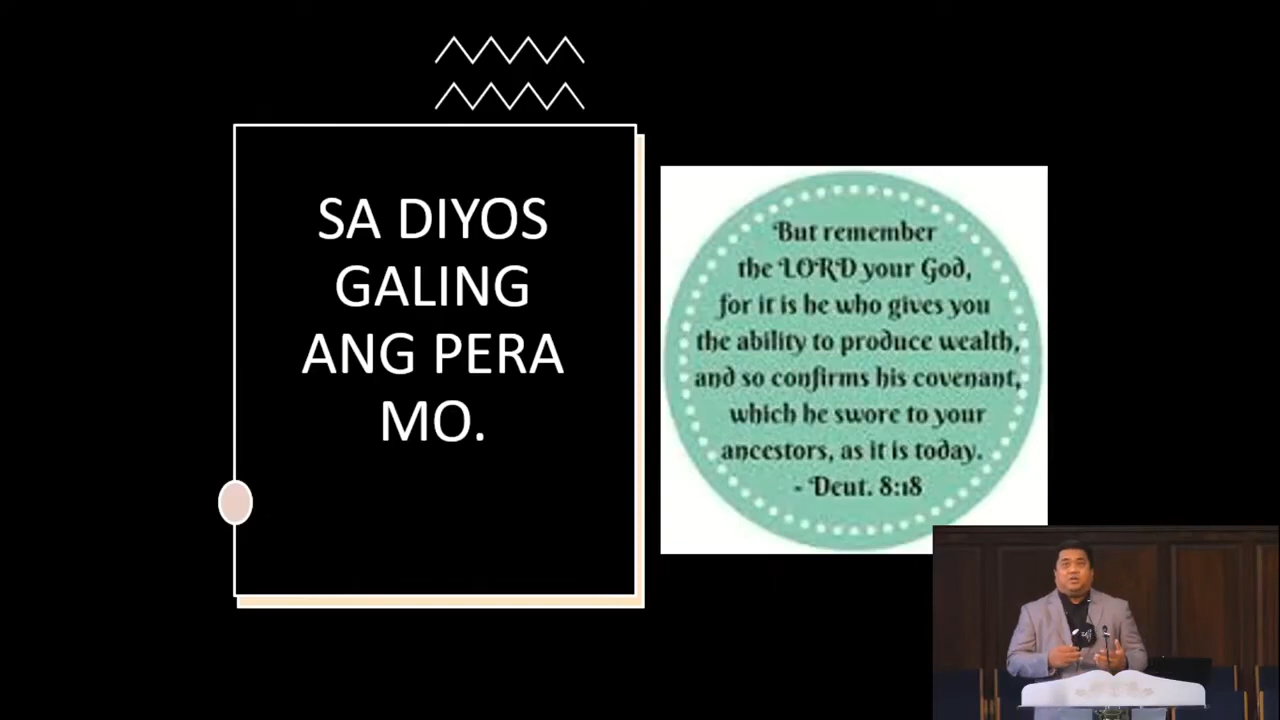 SA DIYOS
GALING
ANG PERA
MO.
But remember
the LORD your God,
for it is he who gives you
the ability to produce wealth,
and so confirms his covenant,
which he swore to your
ancestors, as it is today.
- Deut. 8:18